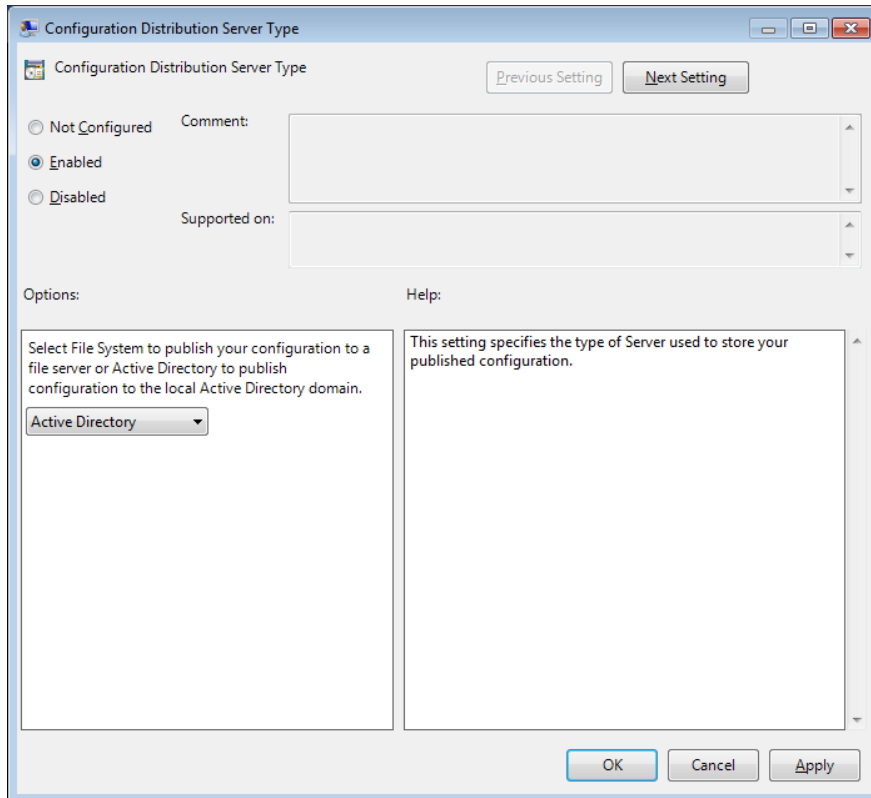 Configuration Distribution Server Type
Configuration Distribution Server Type
Previous Setting
Next Setting
Not Configured
Comment:
Enabled
Disabled
Supported on:
Options:
Help:
Select File System to publish your configuration to a
file server or Active Directory to publish
configuration to the local Active Directory domain.
Active Directory
This setting specifies the type of Server used to store your
published configuration.
OK
Cancel
Apply